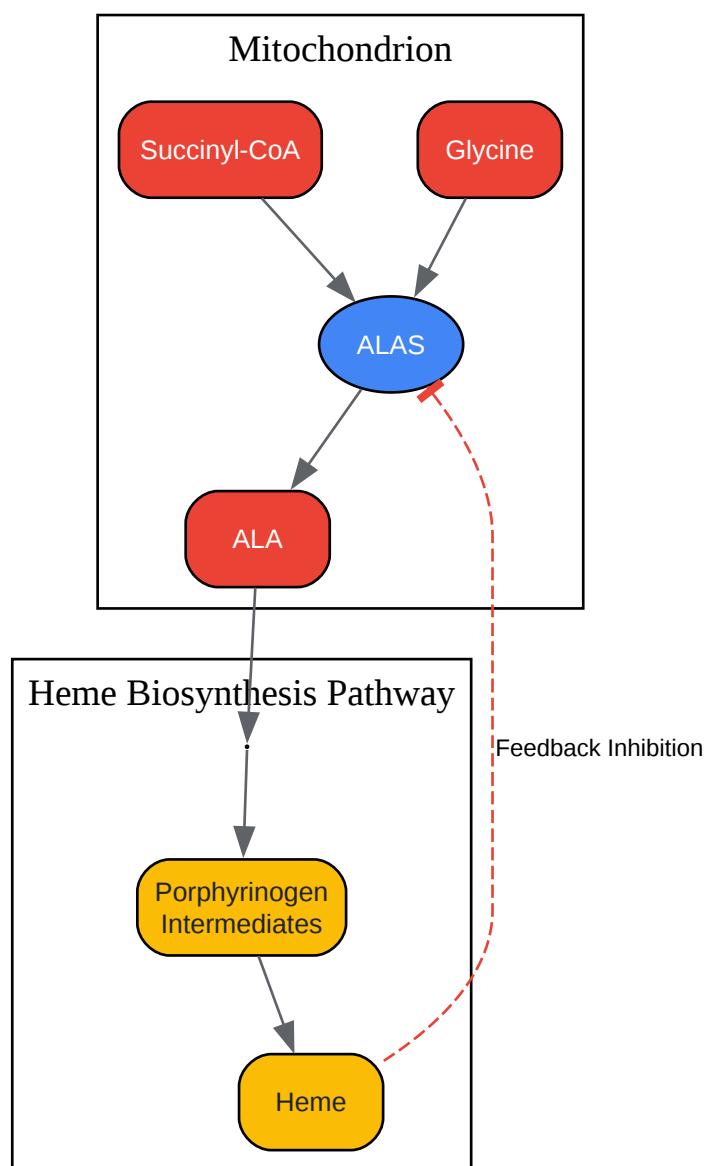 Mitochondrion
Succinyl-CoA
Glycine
ALAS
ALA
Heme Biosynthesis Pathway
Feedback Inhibition
Porphyrinogen
Intermediates
Heme